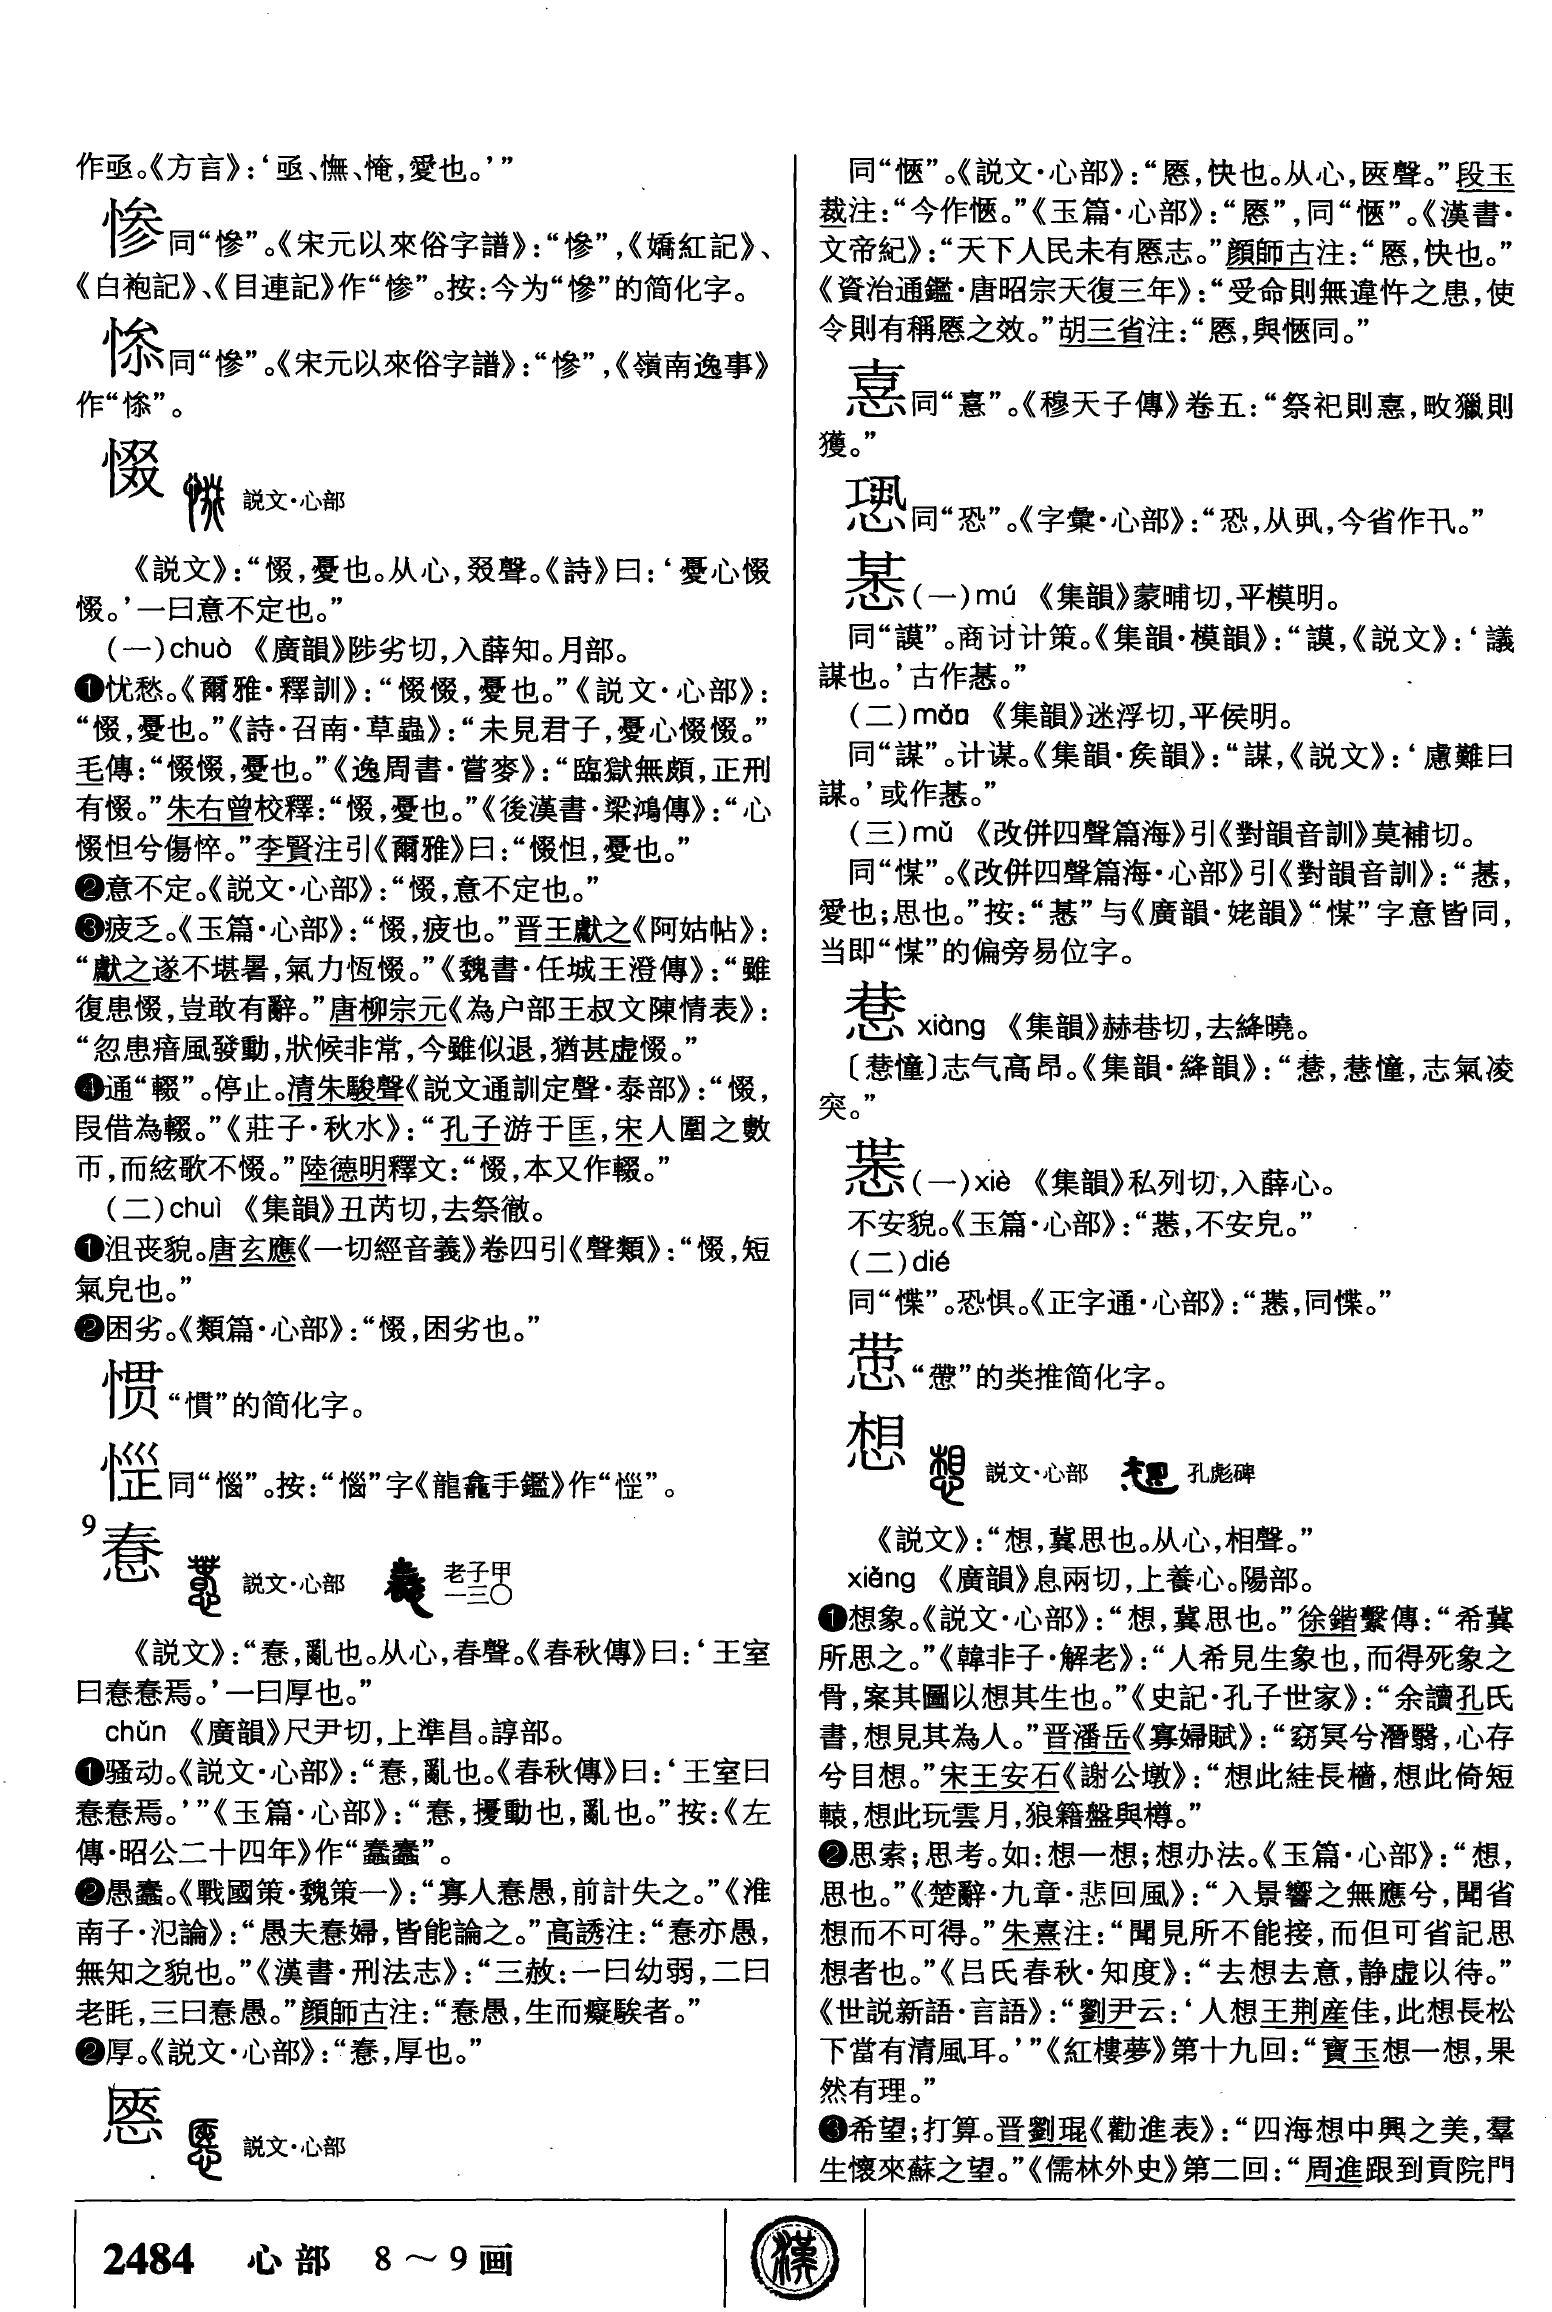 作亟。《方言》：‘亟、憮、㤿，愛也。’”
惨同“慘”。《宋元以來俗字譜》：“慘”，《嬌紅記》、
《白袍記》、《目連記》作“惨”。按：今为“慘”的简化字。
㥇同“慘”。《宋元以來俗字譜》：“慘”，《嶺南逸事》
作“㥇”。
惙
説文·心部
《説文》：“惙，憂也。从心，叕聲。《詩》曰：‘憂心惙
惙。’一曰意不定也。”
(一)chuò 《廣韻》陟劣切，入薛知。月部。
❶忧愁。《爾雅·釋訓》：“惙惙，憂也。”《説文·心部》：
“惙，憂也。”《詩·召南·草蟲》：“未見君子，憂心惙惙。”
毛傳：“惙惙，憂也。”《逸周書·嘗麥》：“臨獄無頗，正刑
有惙。”朱右曾校釋：“惙，憂也。”《後漢書·梁鴻傳》：“心
惙怛兮傷悴。”李賢注引《爾雅》曰：“惙怛，憂也。”
❷意不定。《説文·心部》：“惙，意不定也。”
❸疲乏。《玉篇·心部》：“惙，疲也。”晋王獻之《阿姑帖》：
“獻之遂不堪暑，氣力恆惙。”《魏書·任城王澄傳》：“雖
復患惙，豈敢有辭。”唐柳宗元《為户部王叔文陳情表》：
“忽患瘖風發動，狀候非常，今雖似退，猶甚虚惙。”
❹通“輟”。停止。清朱駿聲《説文通訓定聲·泰部》：“惙，
叚借為輟。”《莊子·秋水》：“孔子游于匡，宋人圍之數
帀，而絃歌不惙。”陸德明釋文：“惙，本又作輟。”
(二)chuì 《集韻》丑芮切，去祭徹。
❶沮丧貌。唐玄應《一切經音義》卷四引《聲類》：“惙，短
氣皃也。”
❷困劣。《類篇·心部》：“惙，困劣也。”
惯“慣”的简化字。
同“惱”。按：“惱”字《龍龕手鑑》作“”。
9
惷
説文·心部
老子甲
一三〇
《説文》：“惷，亂也。从心，春聲。《春秋傳》曰：‘王室
曰惷惷焉。’一曰厚也。”
chǔn 《廣韻》尺尹切，上準昌。諄部。
❶骚动。《説文·心部》：“惷，亂也。《春秋傳》曰：‘王室曰
惷惷焉。’”《玉篇·心部》：“惷，擾動也，亂也。”按：《左
傳·昭公二十四年》作“蠢蠢”。
❷愚蠢。《戰國策·魏策一》：“寡人惷愚，前計失之。”《淮
南子·氾論》：“愚夫惷婦，皆能論之。”高誘注：“惷亦愚，
無知之貌也。”《漢書·刑法志》：“三赦：一曰幼弱，二曰
老眊，三曰惷愚。”顔師古注：“惷愚，生而癡騃者。”
❷厚。《説文·心部》：“惷，厚也。”
㥦
説文·心部
同“愜”。《説文·心部》：“㥦，快也。从心，匧聲。”段玉
裁注：“今作愜。”《玉篇·心部》：“㥦”，同“愜”。《漢書·
文帝紀》：“天下人民未有㥦志。”顔師古注：“㥦，快也。”
《資治通鑑·唐昭宗天復三年》：“受命則無違忤之患，使
令則有稱㥦之效。”胡三省注：“㥦，與愜同。”
惪同“憙”。《穆天子傳》卷五：“祭祀則憙，畋獵則
獲。”
同“恐”。《字彙·心部》：“恐，从巩，今省作卂。”
惎(一)mú 《集韻》蒙晡切，平模明。
同“謨”。商讨计策。《集韻·模韻》：“謨，《説文》：‘議
謀也。’古作。”
(二)mǒu 《集韻》迷浮切，平侯明。
同“謀”。计谋。《集韻·矦韻》：“謀，《説文》：‘慮難曰
謀。’或作。”
(三)mǔ 《改併四聲篇海》引《對韻音訓》莫補切。
同“㤓”。《改併四聲篇海·心部》引《對韻音訓》：“，
愛也；思也。”按：“”与《廣韻·姥韻》“”字意皆同，
当即“”的偏旁易位字。
xiàng 《集韻》赫巷切，去絳曉。
〔憧〕志气高昂。《集韻·絳韻》：“，憧，志氣凌
突。”
(一)xiè 《集韻》私列切，入薛心。
不安貌。《玉篇·心部》：“，不安皃。”
(二)dié
同“惵”。恐惧。《正字通·心部》：“，同惵。”
“㦅”的类推简化字。
想
説文·心部
孔彪碑
《説文》：“想，冀思也。从心，相聲。”
xiǎng 《廣韻》息兩切，上養心。陽部。
❶想象。《説文·心部》：“想，冀思也。”徐鍇繫傳：“希冀
所思之。”《韓非子·解老》：“人希見生象也，而得死象之
骨，案其圖以想其生也。”《史記·孔子世家》：“余讀孔氏
書，想見其為人。”晋潘岳《寡婦賦》：“窈冥兮潛翳，心存
兮目想。”宋王安石《謝公墩》：“想此絓長檣，想此倚短
轅，想此玩雲月，狼籍盤與樽。”
❷思索；思考。如：想一想；想办法。《玉篇·心部》：“想，
思也。”《楚辭·九章·悲回風》：“入景響之無應兮，聞省
想而不可得。”朱熹注：“聞見所不能接，而但可省記思
想者也。”《吕氏春秋·知度》：“去想去意，静虚以待。”
《世説新語·言語》：“劉尹云：‘人想王荆産佳，此想長松
下當有清風耳。’”《紅樓夢》第十九回：“寶玉想一想，果
然有理。”
❸希望；打算。晋劉琨《勸進表》：“四海想中興之美，羣
生懷來蘇之望。”《儒林外史》第二回：“周進跟到貢院門
2484 心部 8～9画
漢